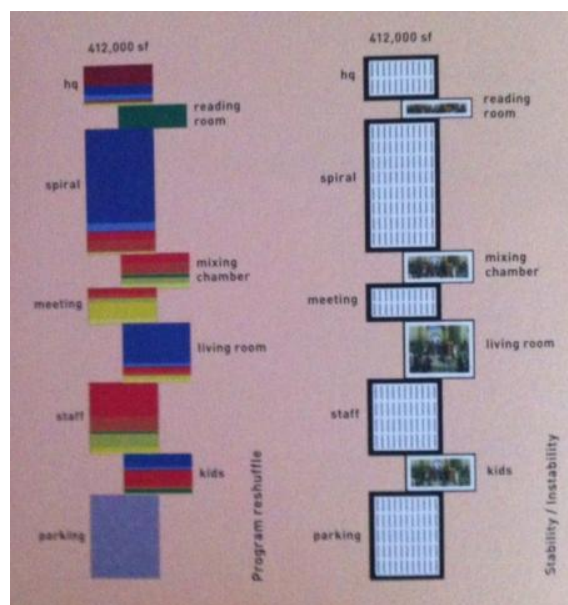 412,000 sf
hq
reading
room
spiral
mixing
chamber
meeting
living room
staff
kids
parking
Program reshuffle
412,000 sf
hq
reading
room
spiral
mixing
chamber
meeting
living room
staff
kids
parking
Stability / Instability